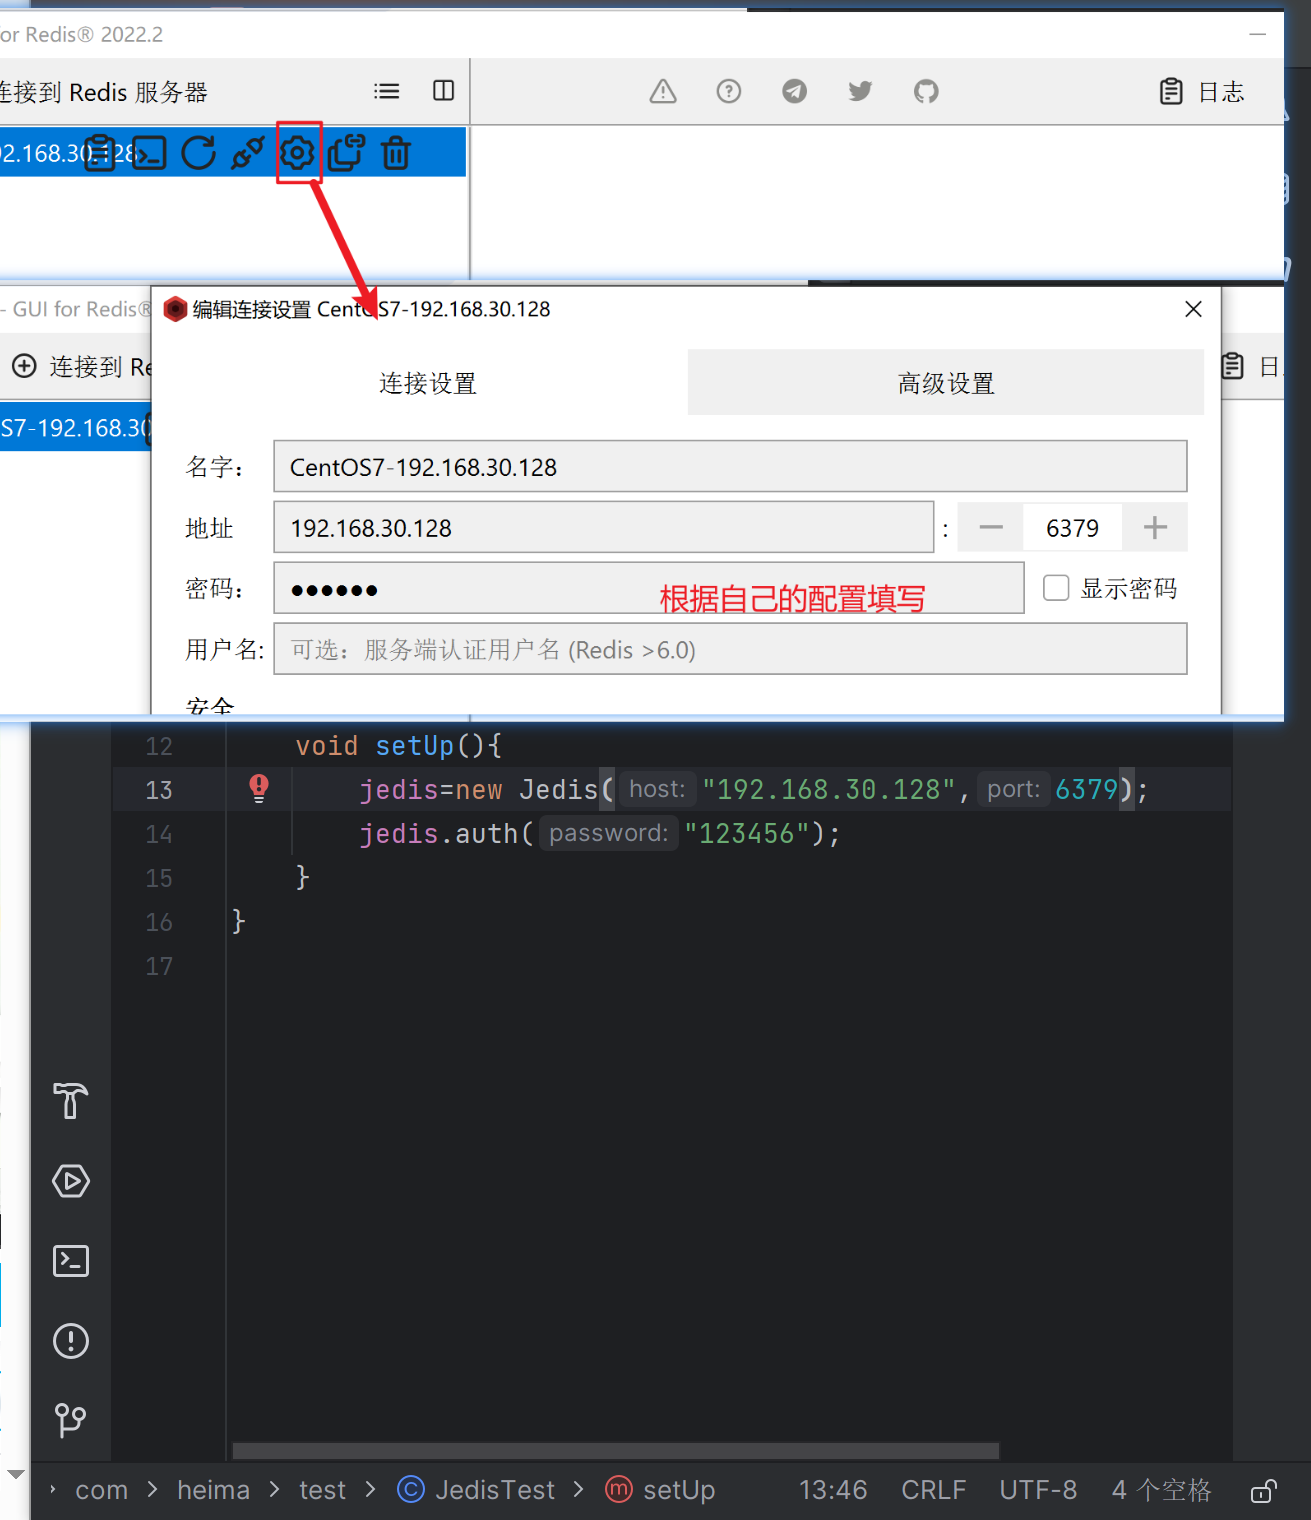 or Redis® 2022.2
连接到 Redis 服务器
日志
2.168.30.128
- GUI for Redis®
编辑连接设置 CentOS7-192.168.30.128
连接到 Re
日
S7-192.168.30
连接设置
高级设置
名字：
CentOS7-192.168.30.128
地址
192.168.30.128
:
6379
密码：
●●●●●●
根据自己的配置填写
显示密码
用户名:
可选：服务端认证用户名 (Redis >6.0)
安全
12 void setUp(){
13 jedis=new Jedis( host: "192.168.30.128", port: 6379);
14 jedis.auth( password: "123456");
15 }
16 }
17
com > heima > test > JedisTest > setUp
13:46 CRLF UTF-8 4 个空格